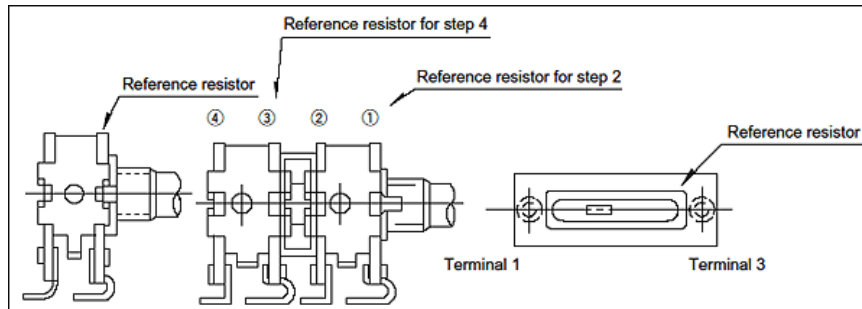 Reference resistor for step 4
Reference resistor
Reference resistor for step 2
④ ③ ② ①
Reference resistor
Terminal 1
Terminal 3